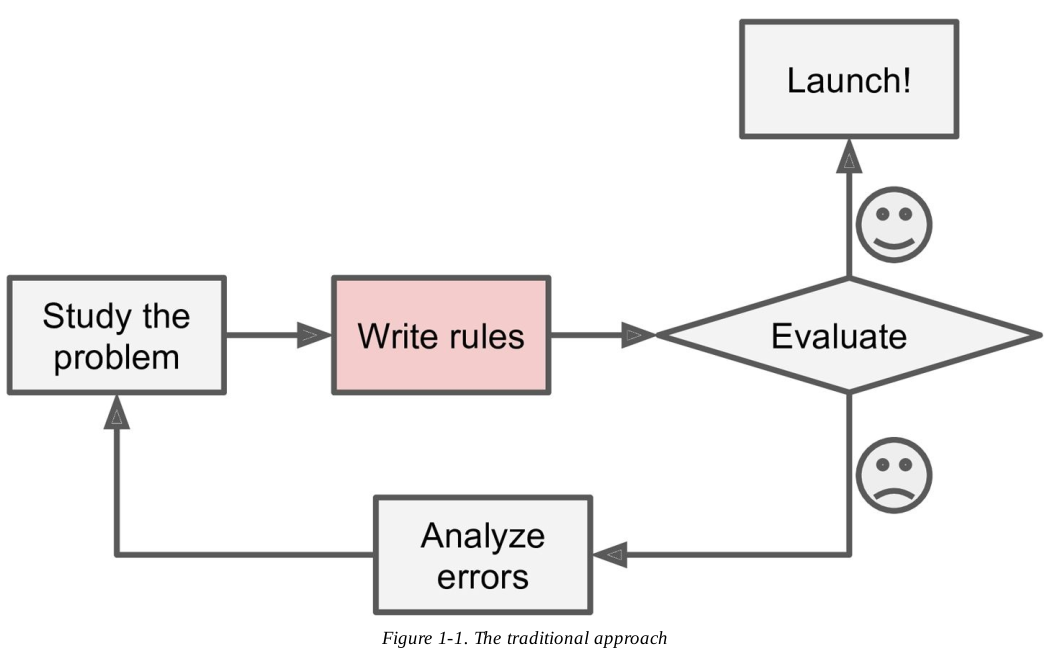 Launch!
Study the
problem
Write rules
Evaluate
Analyze
errors
Figure 1-1. The traditional approach